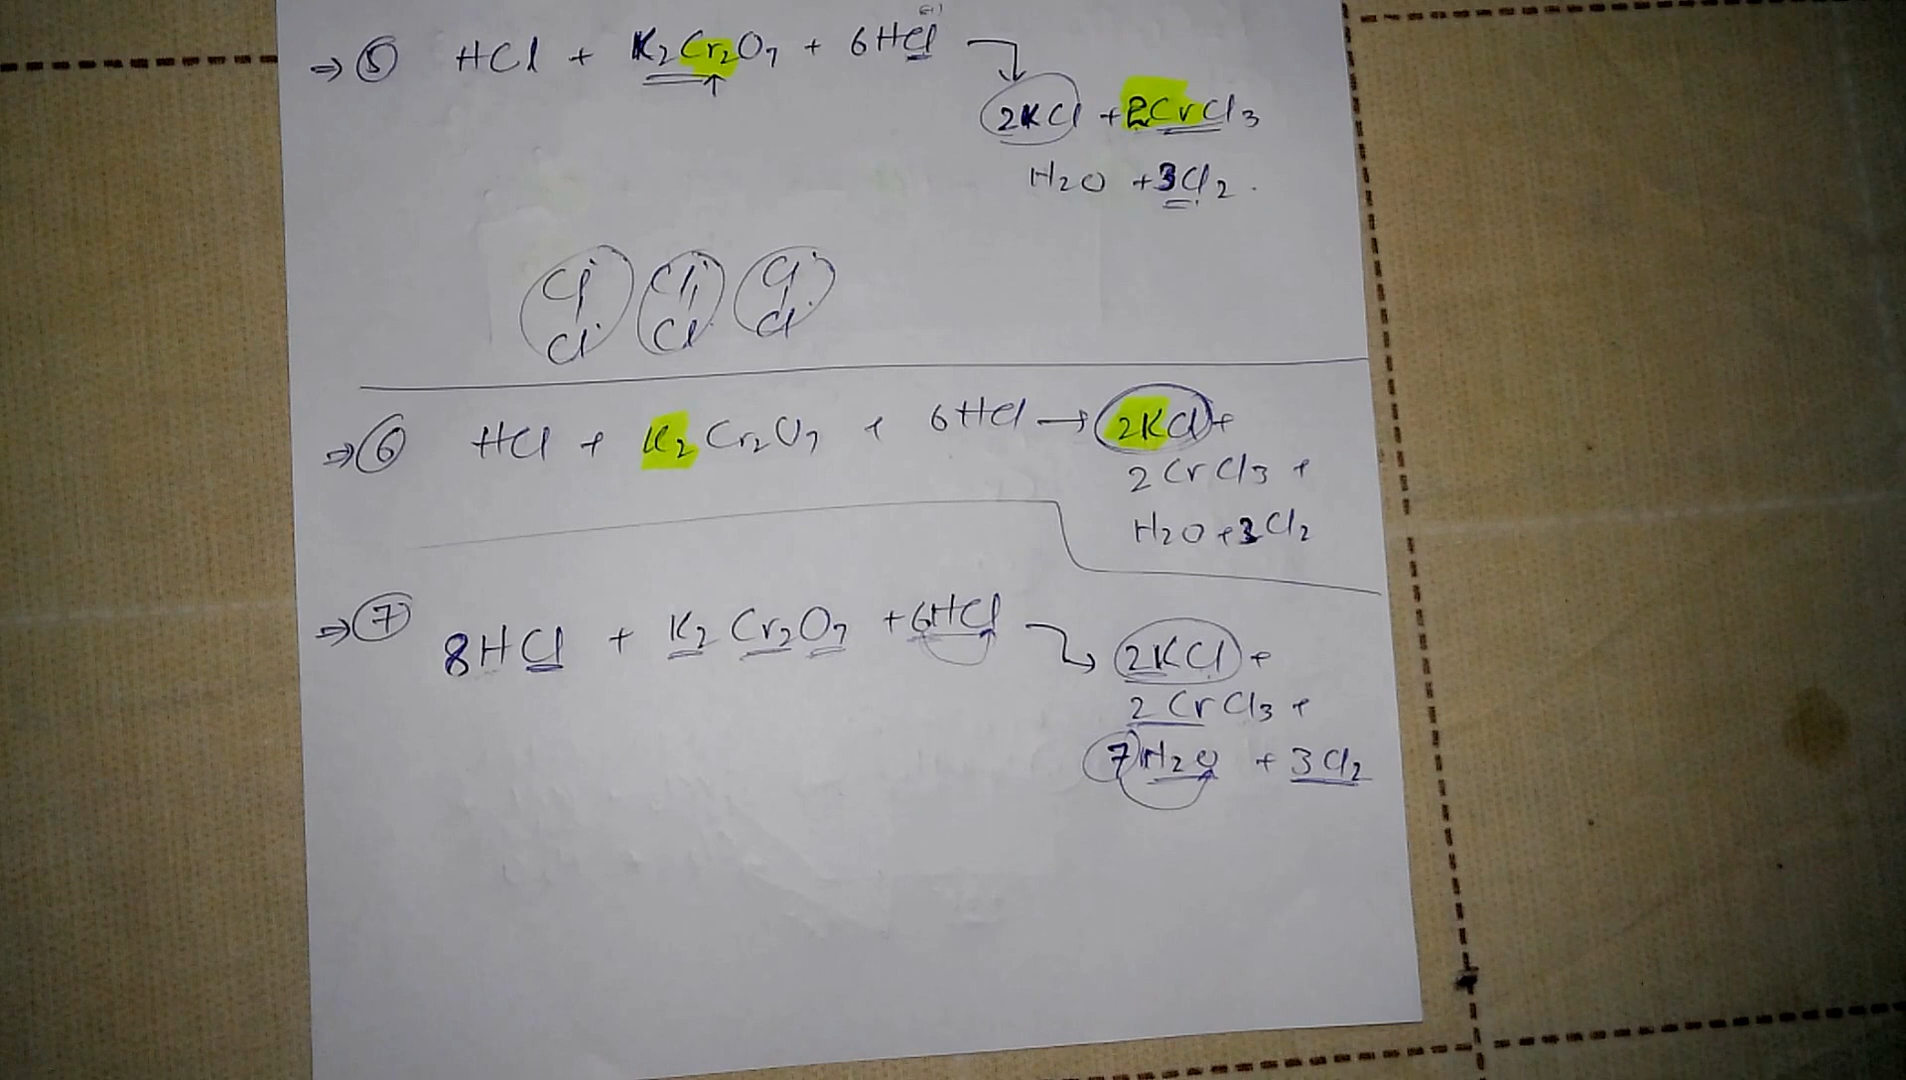 ⇒ ⑤ HCl + K₂Cr₂O₇ + 6HCl
2KCl + 2CrCl₃
H₂O + 3Cl₂.
Cl Cl Cl
Cl Cl Cl
⇒ ⑥ HCl + K₂Cr₂O₇ + 6HCl → 2KCl +
2CrCl₃ +
H₂O + 3Cl₂
⇒ ⑦ 8HCl + K₂Cr₂O₇ + 6HCl
2KCl +
2CrCl₃ +
7H₂O + 3Cl₂